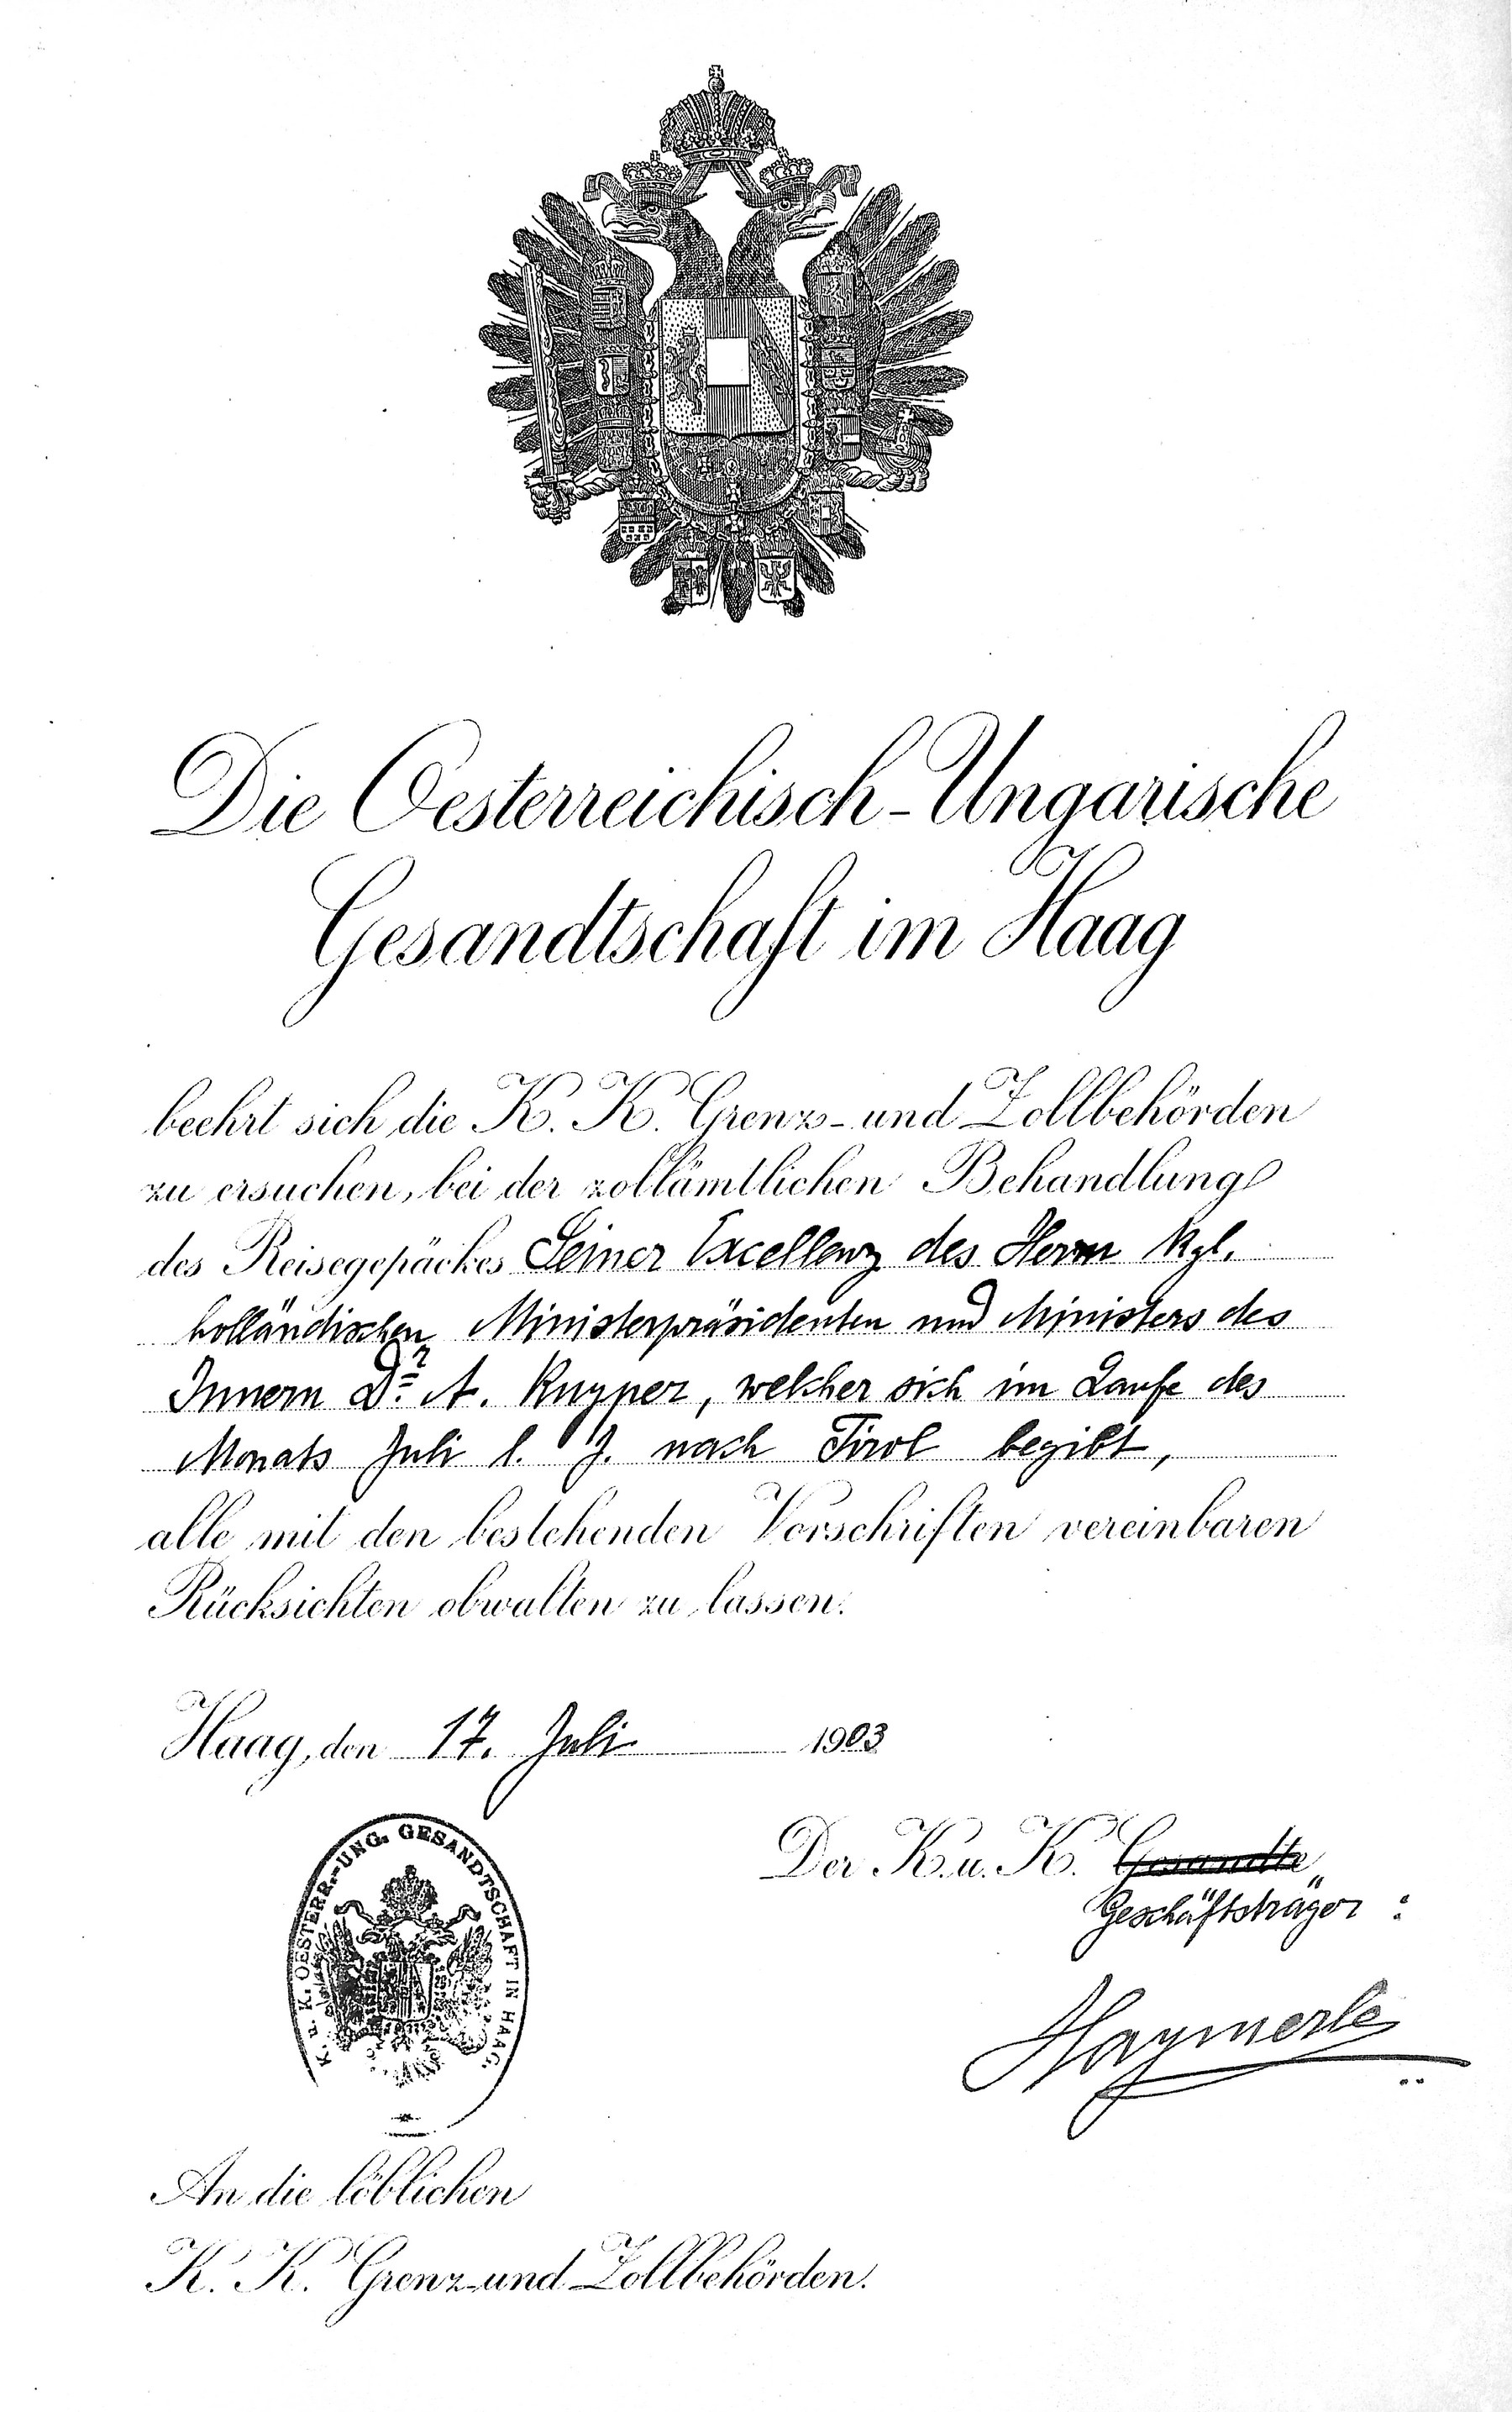 Die Oesterreichisch-Ungarische
Gesandtschaft im Haag
beehrt sich die K. K. Grenz- und Zollbehörden
zu ersuchen, bei der zollämtlichen Behandlung
des Reisegepäckes Seiner Excellenz des Herrn Kgl.
holländischen Ministerpräsidenten und Ministers des
Innern Dr. A. Kuyper, welcher sich im Laufe des
Monats Juli l. J. nach Tirol begibt,
alle mit den bestehenden Vorschriften vereinbaren
Rücksichten obwalten zu lassen.
Haag, den 17. Juli 1903
K. u. K. OESTERR.-UNG. GESANDTSCHAFT IN HAAG.
Der K. u. K. Gesandte
Geschäftsträger :
Haymerle
An die löblichen
K. K. Grenz-und Zollbehörden.